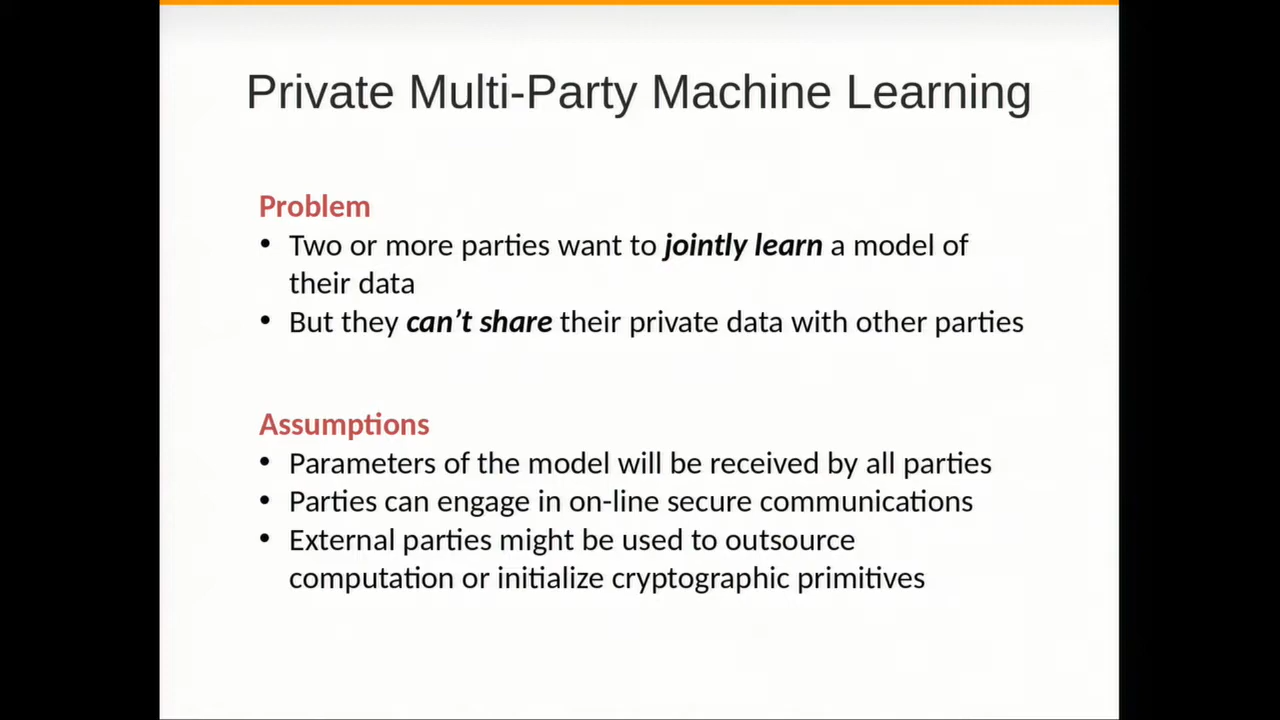 Private Multi-Party Machine Learning
Problem
• Two or more parties want to jointly learn a model of
their data
• But they can’t share their private data with other parties
Assumptions
• Parameters of the model will be received by all parties
• Parties can engage in on-line secure communications
• External parties might be used to outsource
computation or initialize cryptographic primitives